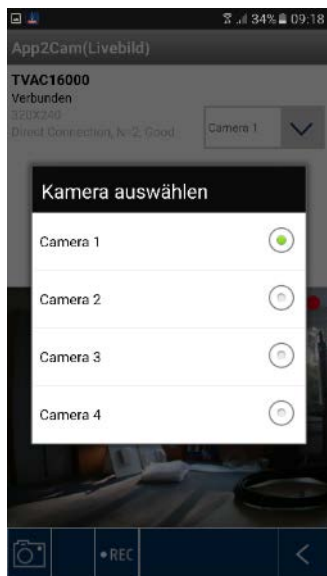 34% 09:18
App2Cam(Livebild)
TVAC16000
Verbunden
320X240
Direct Connection, N=2, Good
Camera 1
Kamera auswählen
Camera 1
Camera 2
Camera 3
Camera 4
REC